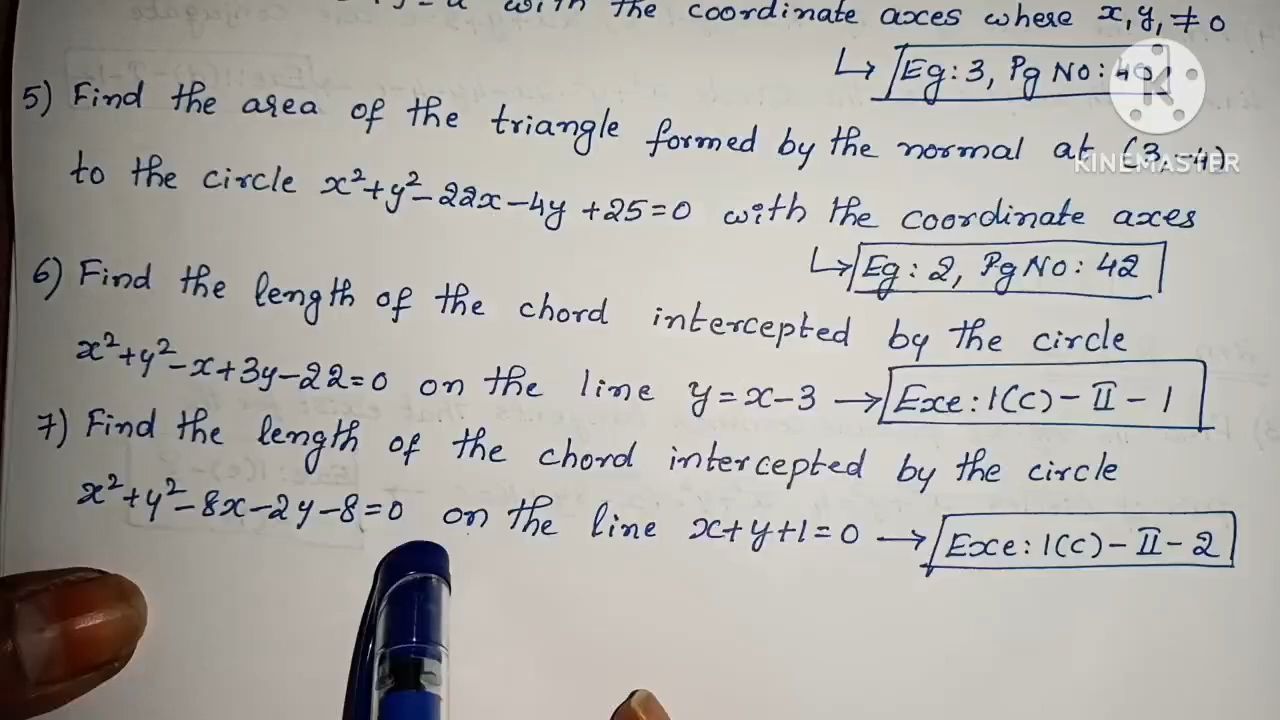 with the coordinate axes where x, y, ≠ 0
↳ Eg: 3, Pg No: 40
5) Find the area of the triangle formed by the normal at (3, -4)
to the circle x²+y²-22x-4y+25=0 with the coordinate axes
↳ Eg: 2, Pg No: 42
6) Find the length of the chord intercepted by the circle
x²+y²-x+3y-22=0 on the line y=x-3 → Exe: 1(c)-II-1
7) Find the length of the chord intercepted by the circle
x²+y²-8x-2y-8=0 on the line x+y+1=0 → Exe: 1(c)-II-2
K
KINEMASTER